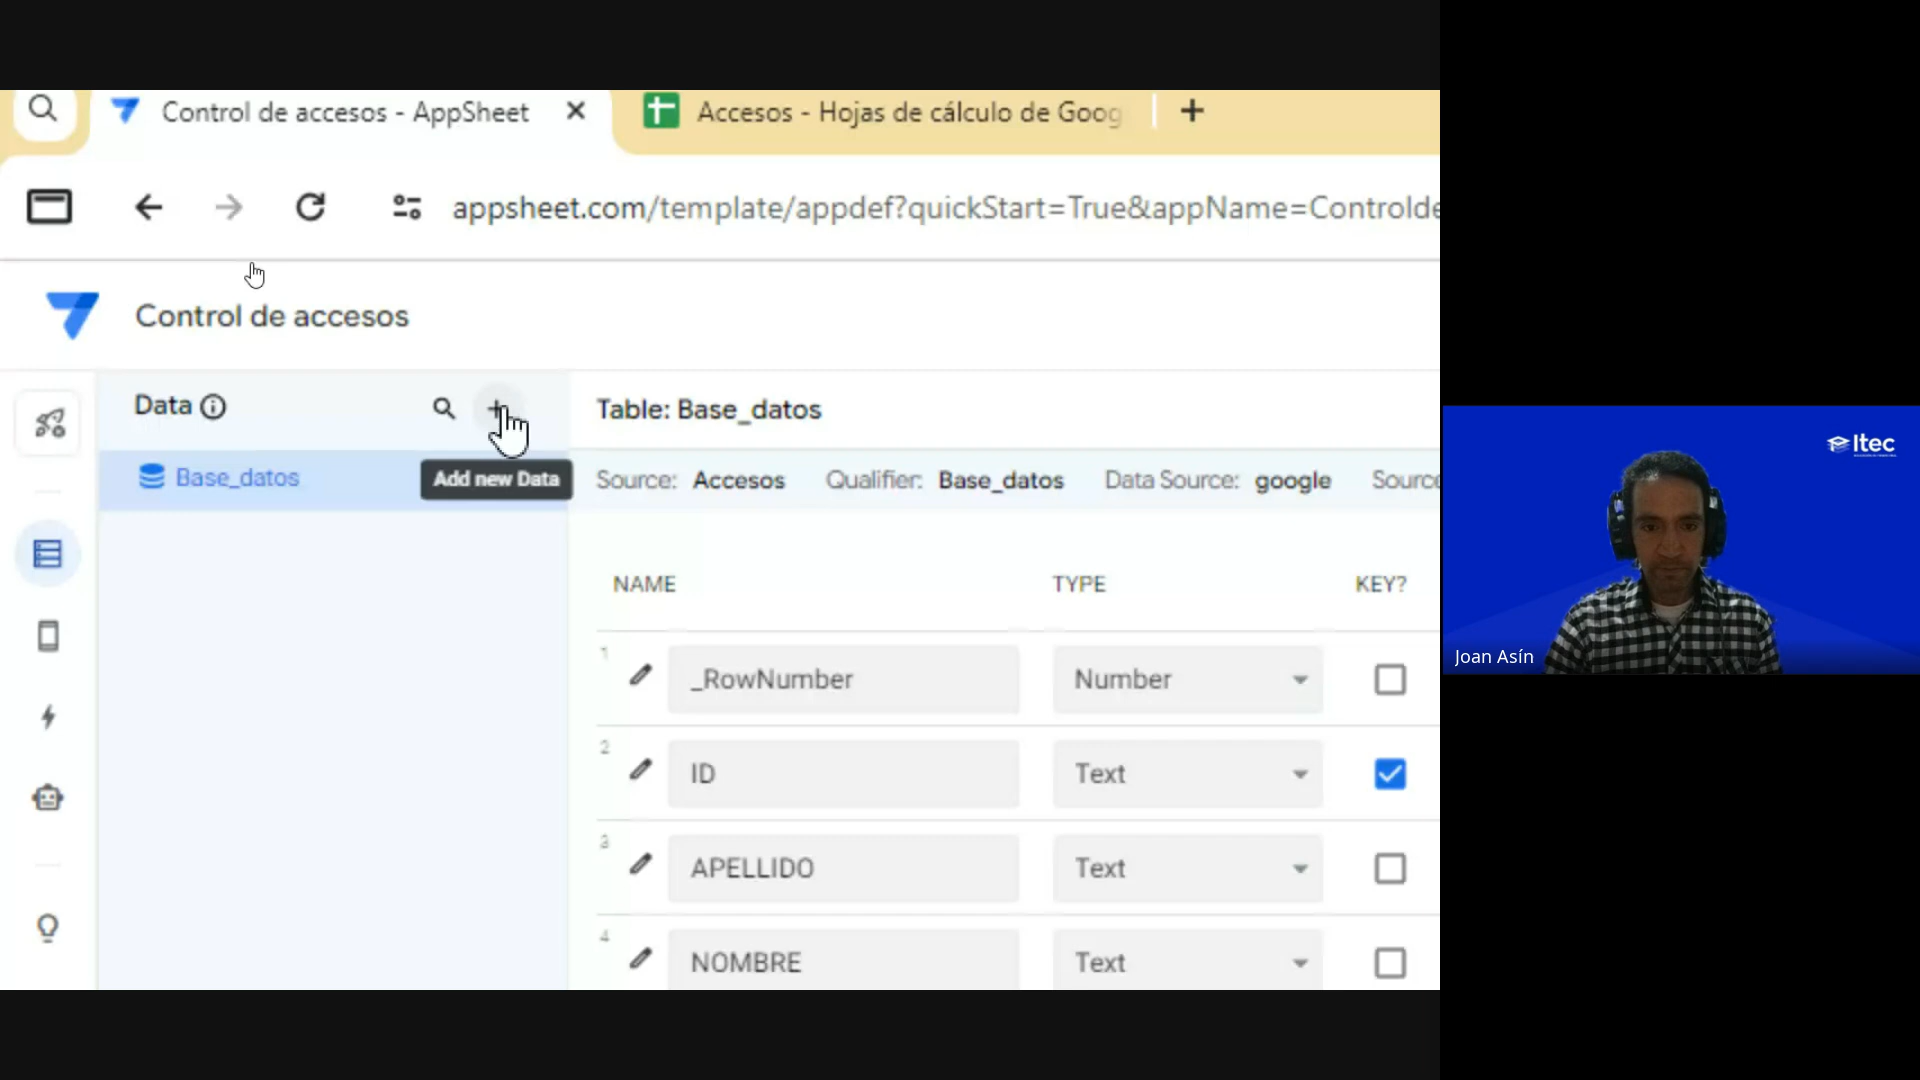 Control de accesos - AppSheet
Accesos - Hojas de cálculo de Goog
appsheet.com/template/appdef?quickStart=True&appName=Controlde
Control de accesos
Data
Base_datos
Add new Data
Table: Base_datos
Source: Accesos Qualifier: Base_datos Data Source: google Source
NAME TYPE KEY?
1 _RowNumber Number
2 ID Text
3 APELLIDO Text
4 NOMBRE Text
Itec
Joan Asín